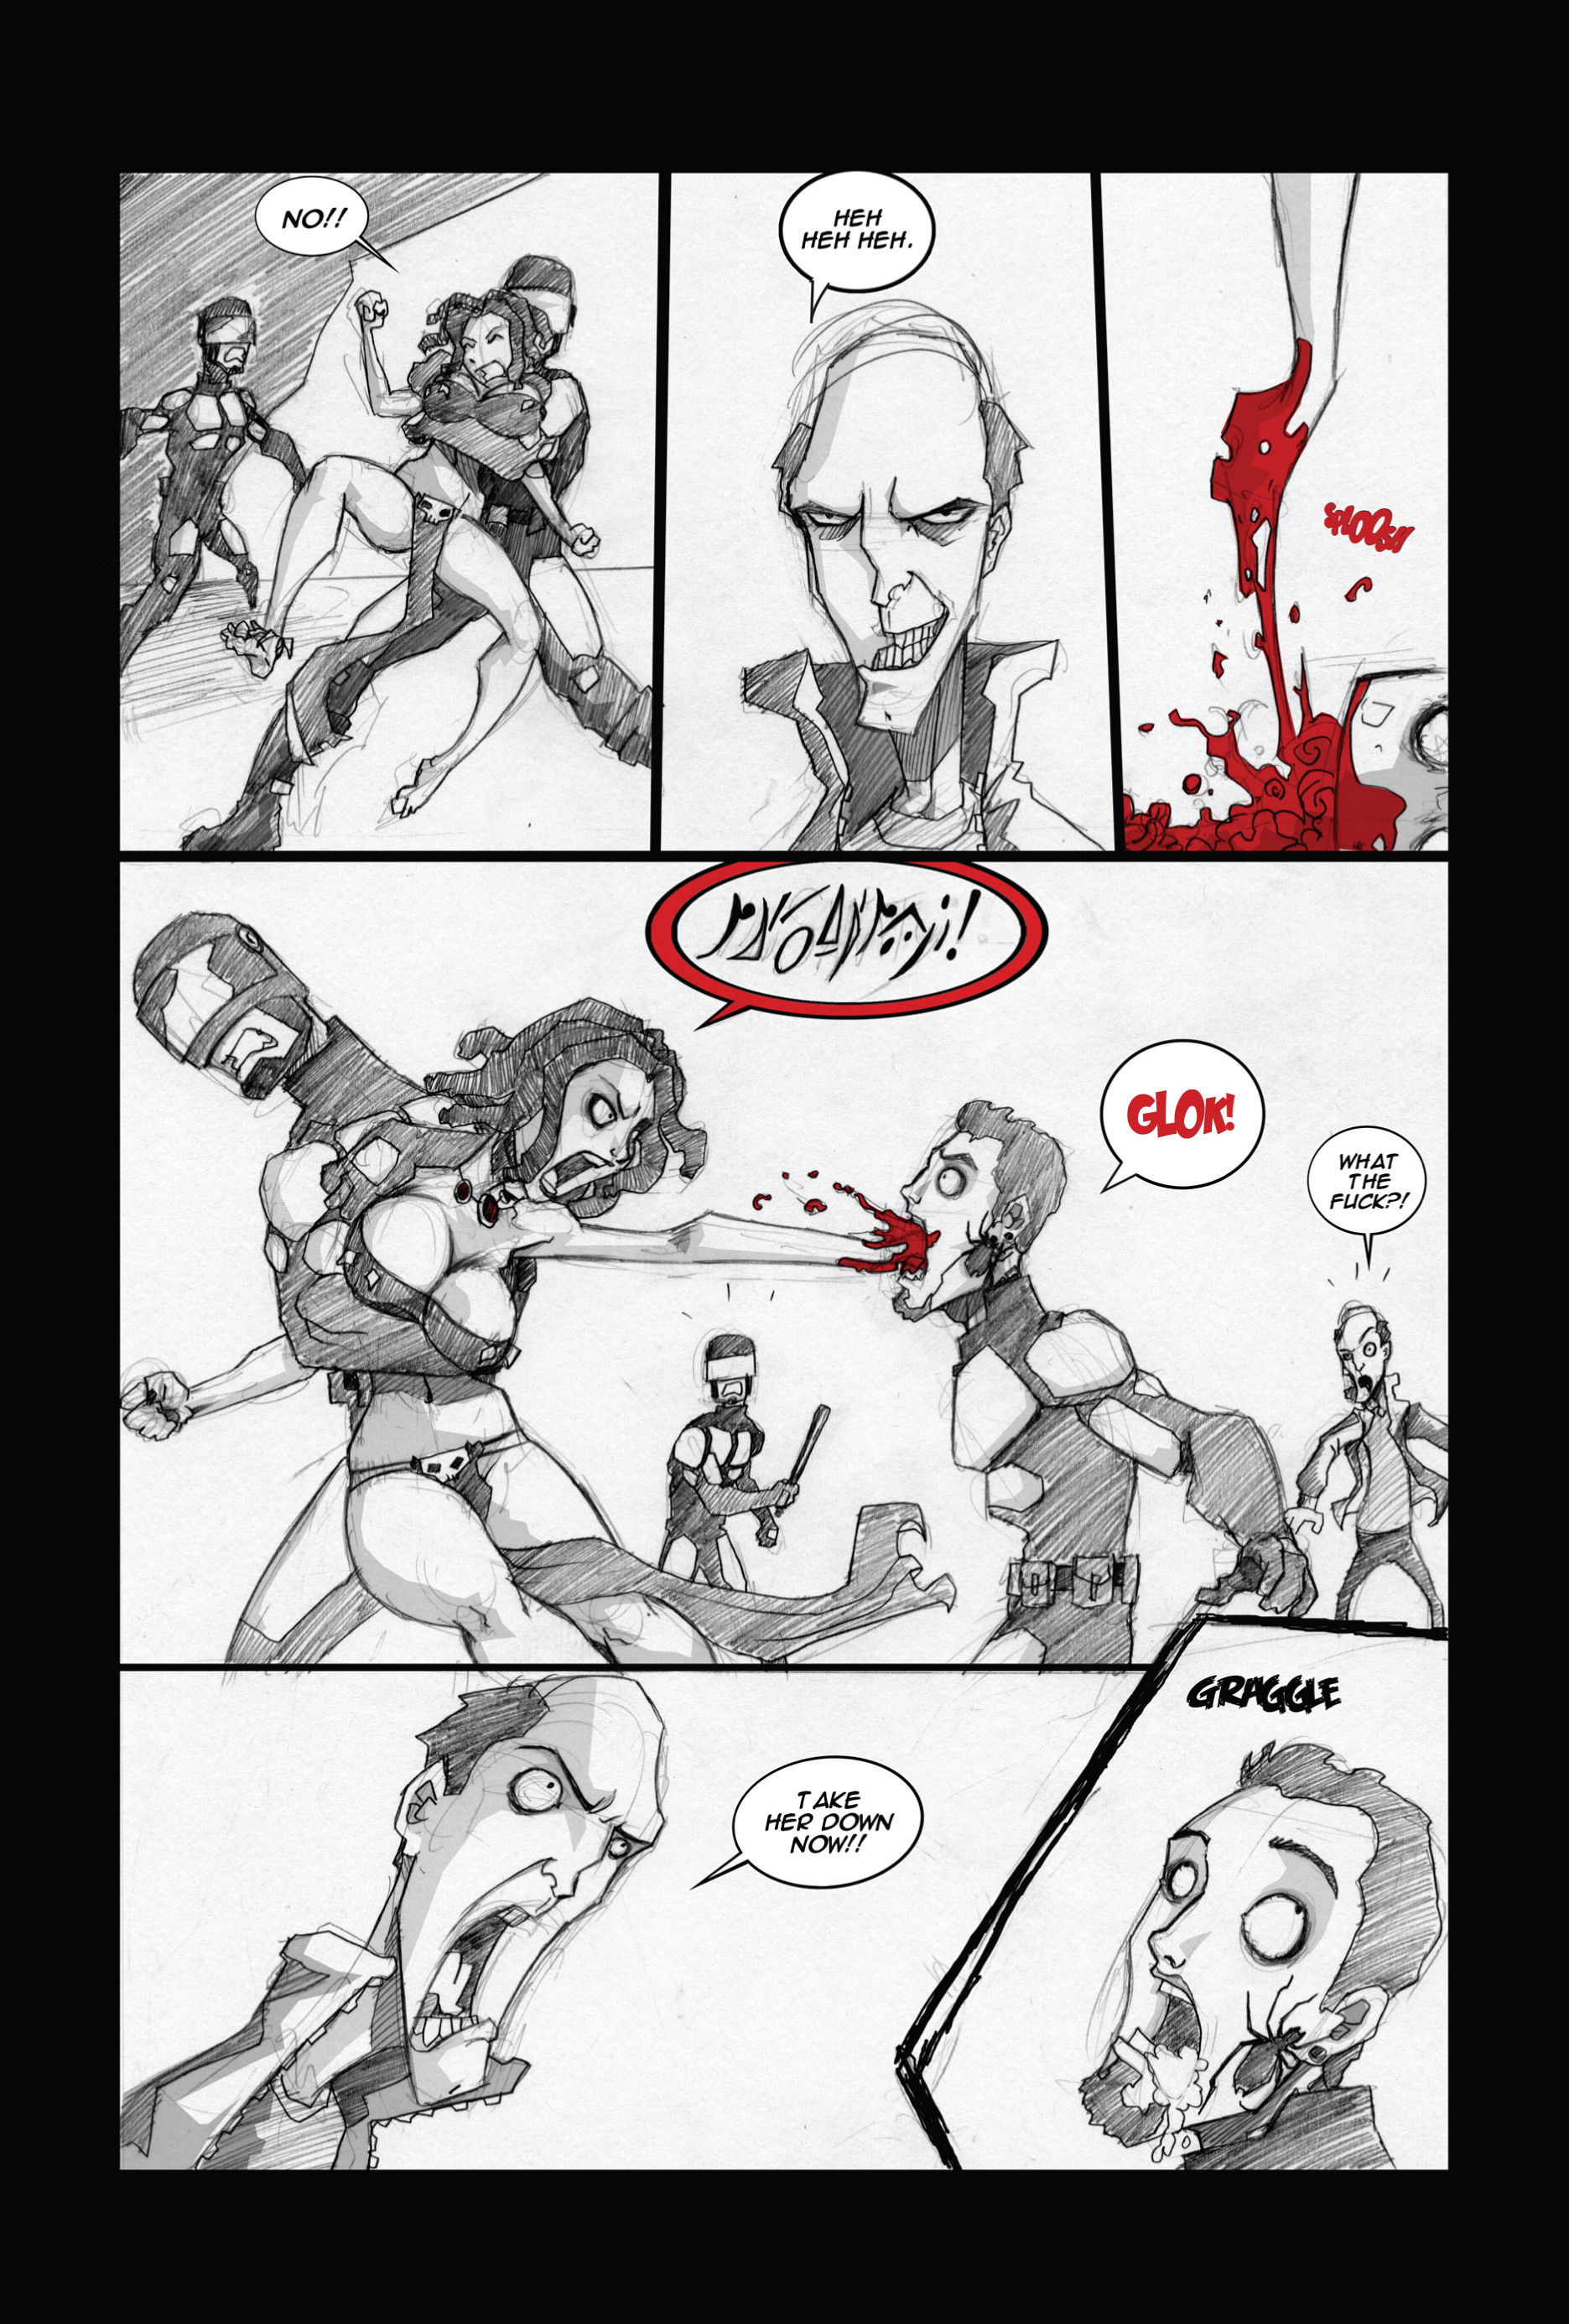 NO!!
HEH
HEH HEH.
SPLOOSH
GLOK!
WHAT
THE
FUCK?!
TAKE
HER DOWN
NOW!!
GRAGGLE